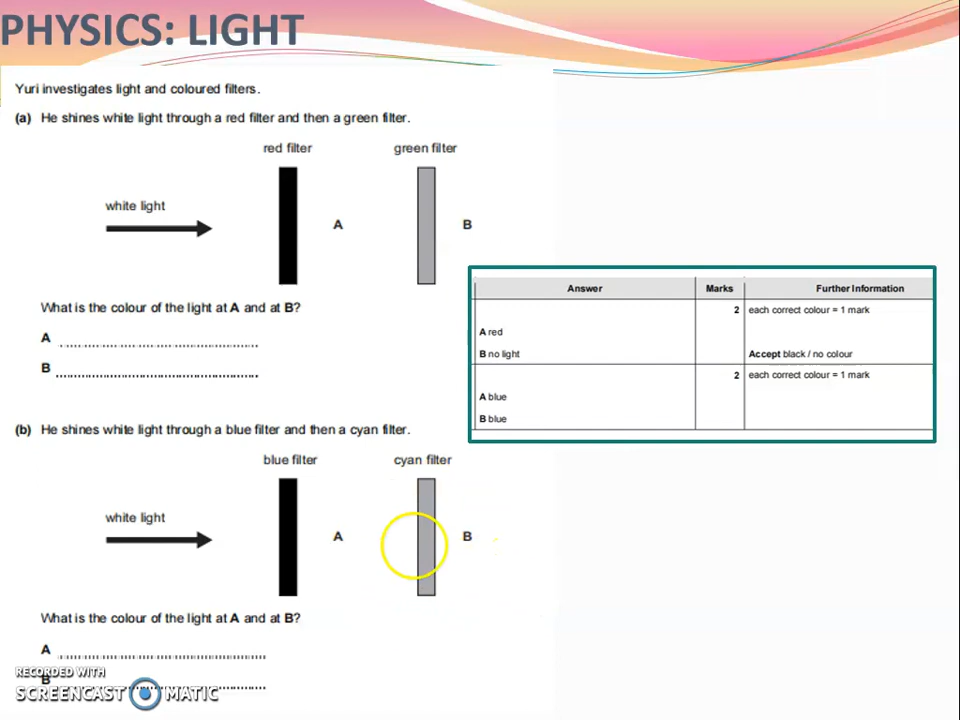 PHYSICS: LIGHT
Yuri investigates light and coloured filters.
(a) He shines white light through a red filter and then a green filter.
red filter green filter
white light
A B
What is the colour of the light at A and at B?
A
B
Answer Marks Further Information
2 each correct colour = 1 mark
A red
B no light Accept black / no colour
2 each correct colour = 1 mark
A blue
B blue
(b) He shines white light through a blue filter and then a cyan filter.
blue filter cyan filter
white light
A B
What is the colour of the light at A and at B?
A
RECORDED WITH
B
SCREENCAST MATIC